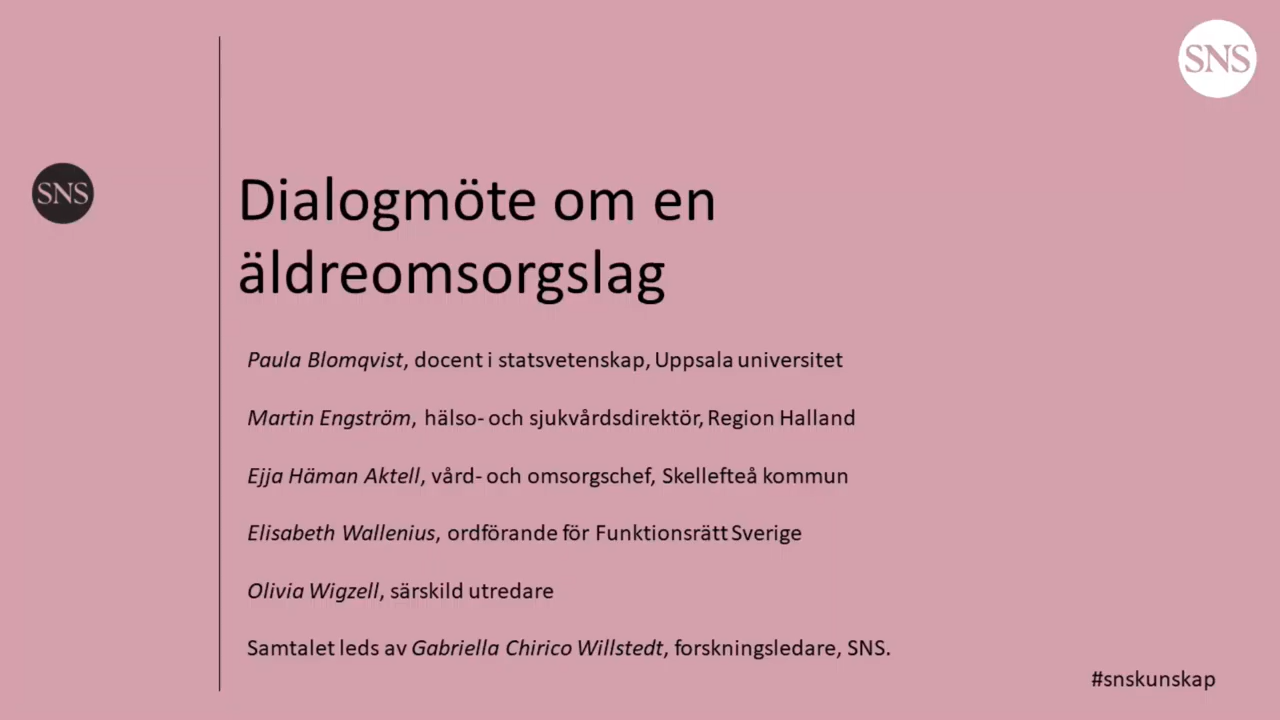 SNS
SNS
Dialogmöte om en
äldreomsorgslag
Paula Blomqvist, docent i statsvetenskap, Uppsala universitet
Martin Engström, hälso- och sjukvårdsdirektör, Region Halland
Ejja Häman Aktell, vård- och omsorgschef, Skellefteå kommun
Elisabeth Wallenius, ordförande för Funktionsrätt Sverige
Olivia Wigzell, särskild utredare
Samtalet leds av Gabriella Chirico Willstedt, forskningsledare, SNS.
#snskunskap